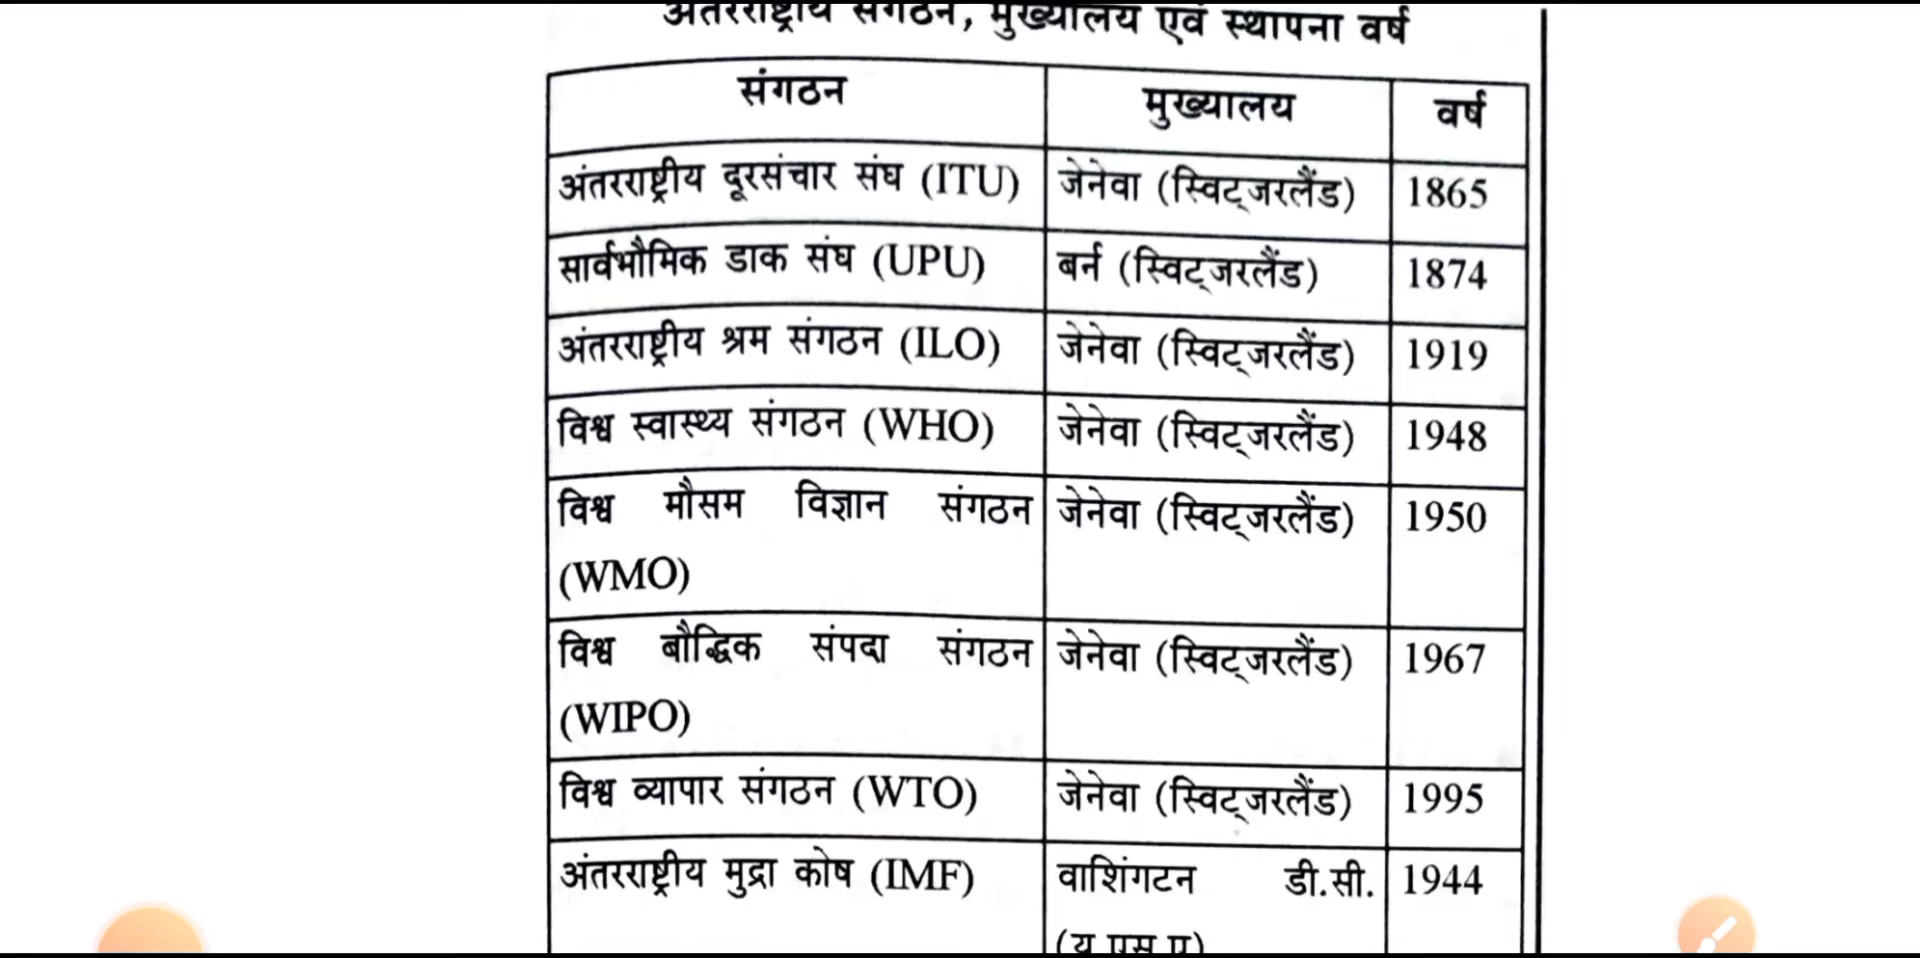 अंतरराष्ट्रीय संगठन, मुख्यालय एवं स्थापना वर्ष
संगठन मुख्यालय वर्ष
अंतरराष्ट्रीय दूरसंचार संघ (ITU) जेनेवा (स्विट्जरलैंड) 1865
सार्वभौमिक डाक संघ (UPU) बर्न (स्विट्जरलैंड) 1874
अंतरराष्ट्रीय श्रम संगठन (ILO) जेनेवा (स्विट्जरलैंड) 1919
विश्व स्वास्थ्य संगठन (WHO) जेनेवा (स्विट्जरलैंड) 1948
विश्व मौसम विज्ञान संगठन जेनेवा (स्विट्जरलैंड) 1950
(WMO)
विश्व बौद्धिक संपदा संगठन जेनेवा (स्विट्जरलैंड) 1967
(WIPO)
विश्व व्यापार संगठन (WTO) जेनेवा (स्विट्जरलैंड) 1995
अंतरराष्ट्रीय मुद्रा कोष (IMF) वाशिंगटन डी.सी. 1944